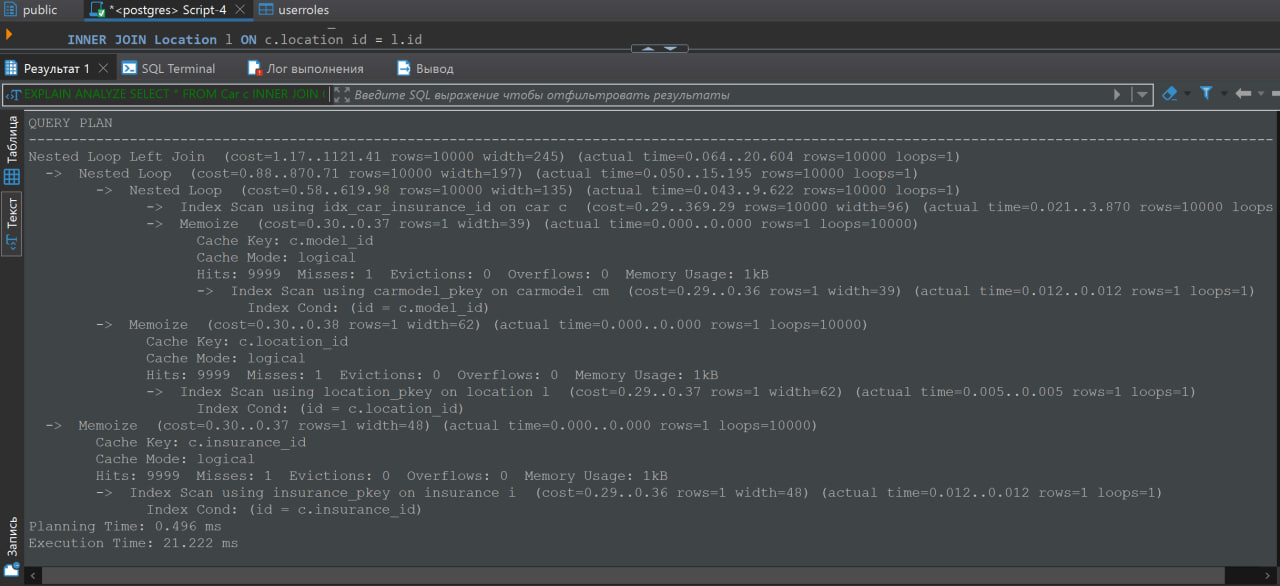 public
*<postgres> Script-4
userroles
INNER JOIN Location l ON c.location_id = l.id
Результат 1
SQL Terminal
Лог выполнения
Вывод
EXPLAIN ANALYZE SELECT * FROM Car c INNER JOIN
Введите SQL выражение чтобы отфильтровать результаты
Таблица
Текст
Запись
QUERY PLAN
Nested Loop Left Join  (cost=1.17..1121.41 rows=10000 width=245) (actual time=0.064..20.604 rows=10000 loops=1)
->  Nested Loop  (cost=0.88..870.71 rows=10000 width=197) (actual time=0.050..15.195 rows=10000 loops=1)
->  Nested Loop  (cost=0.58..619.98 rows=10000 width=135) (actual time=0.043..9.622 rows=10000 loops=1)
->  Index Scan using idx_car_insurance_id on car c  (cost=0.29..369.29 rows=10000 width=96) (actual time=0.021..3.870 rows=10000 loops
->  Memoize  (cost=0.30..0.37 rows=1 width=39) (actual time=0.000..0.000 rows=1 loops=10000)
Cache Key: c.model_id
Cache Mode: logical
Hits: 9999  Misses: 1  Evictions: 0  Overflows: 0  Memory Usage: 1kB
->  Index Scan using carmodel_pkey on carmodel cm  (cost=0.29..0.36 rows=1 width=39) (actual time=0.012..0.012 rows=1 loops=1)
Index Cond: (id = c.model_id)
->  Memoize  (cost=0.30..0.38 rows=1 width=62) (actual time=0.000..0.000 rows=1 loops=10000)
Cache Key: c.location_id
Cache Mode: logical
Hits: 9999  Misses: 1  Evictions: 0  Overflows: 0  Memory Usage: 1kB
->  Index Scan using location_pkey on location l  (cost=0.29..0.37 rows=1 width=62) (actual time=0.005..0.005 rows=1 loops=1)
Index Cond: (id = c.location_id)
->  Memoize  (cost=0.30..0.37 rows=1 width=48) (actual time=0.000..0.000 rows=1 loops=10000)
Cache Key: c.insurance_id
Cache Mode: logical
Hits: 9999  Misses: 1  Evictions: 0  Overflows: 0  Memory Usage: 1kB
->  Index Scan using insurance_pkey on insurance i  (cost=0.29..0.36 rows=1 width=48) (actual time=0.012..0.012 rows=1 loops=1)
Index Cond: (id = c.insurance_id)
Planning Time: 0.496 ms
Execution Time: 21.222 ms